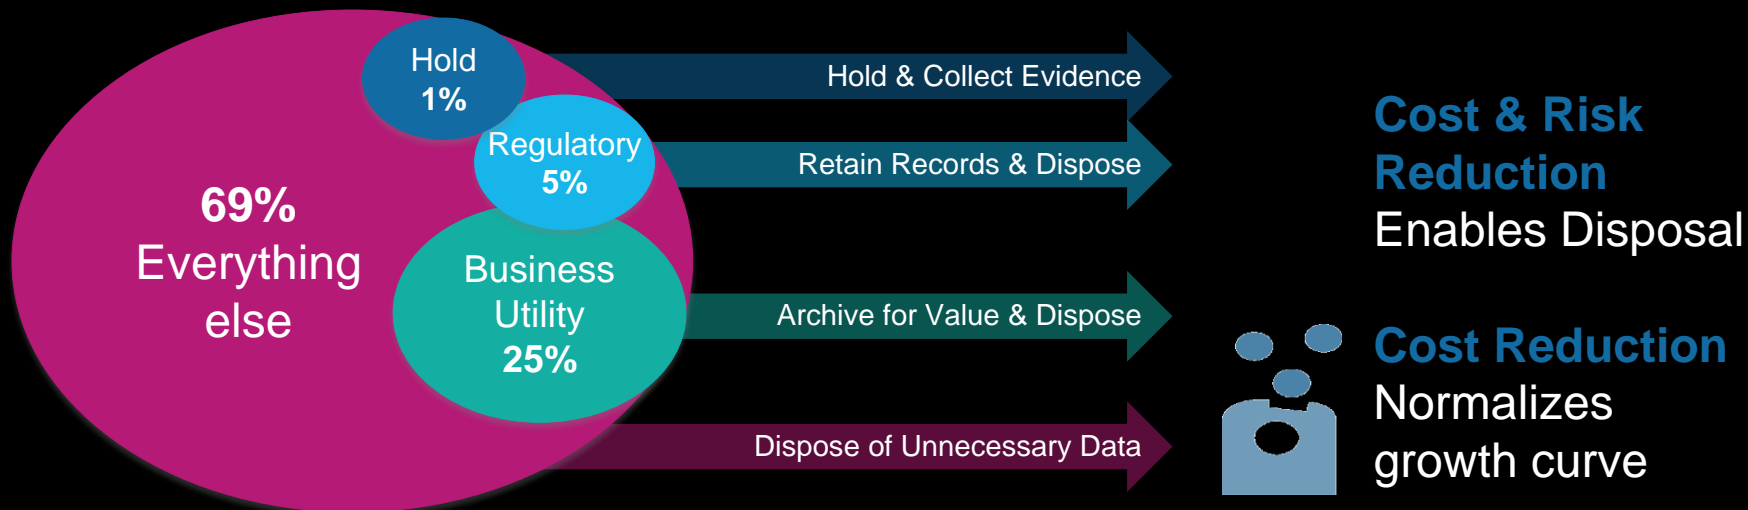 Hold
1%
Regulatory
5%
69%
Everything
else
Business
Utility
25%
Hold & Collect Evidence
Retain Records & Dispose
Archive for Value & Dispose
Dispose of Unnecessary Data
Cost & Risk
Reduction
Enables Disposal
Cost Reduction
Normalizes
growth curve